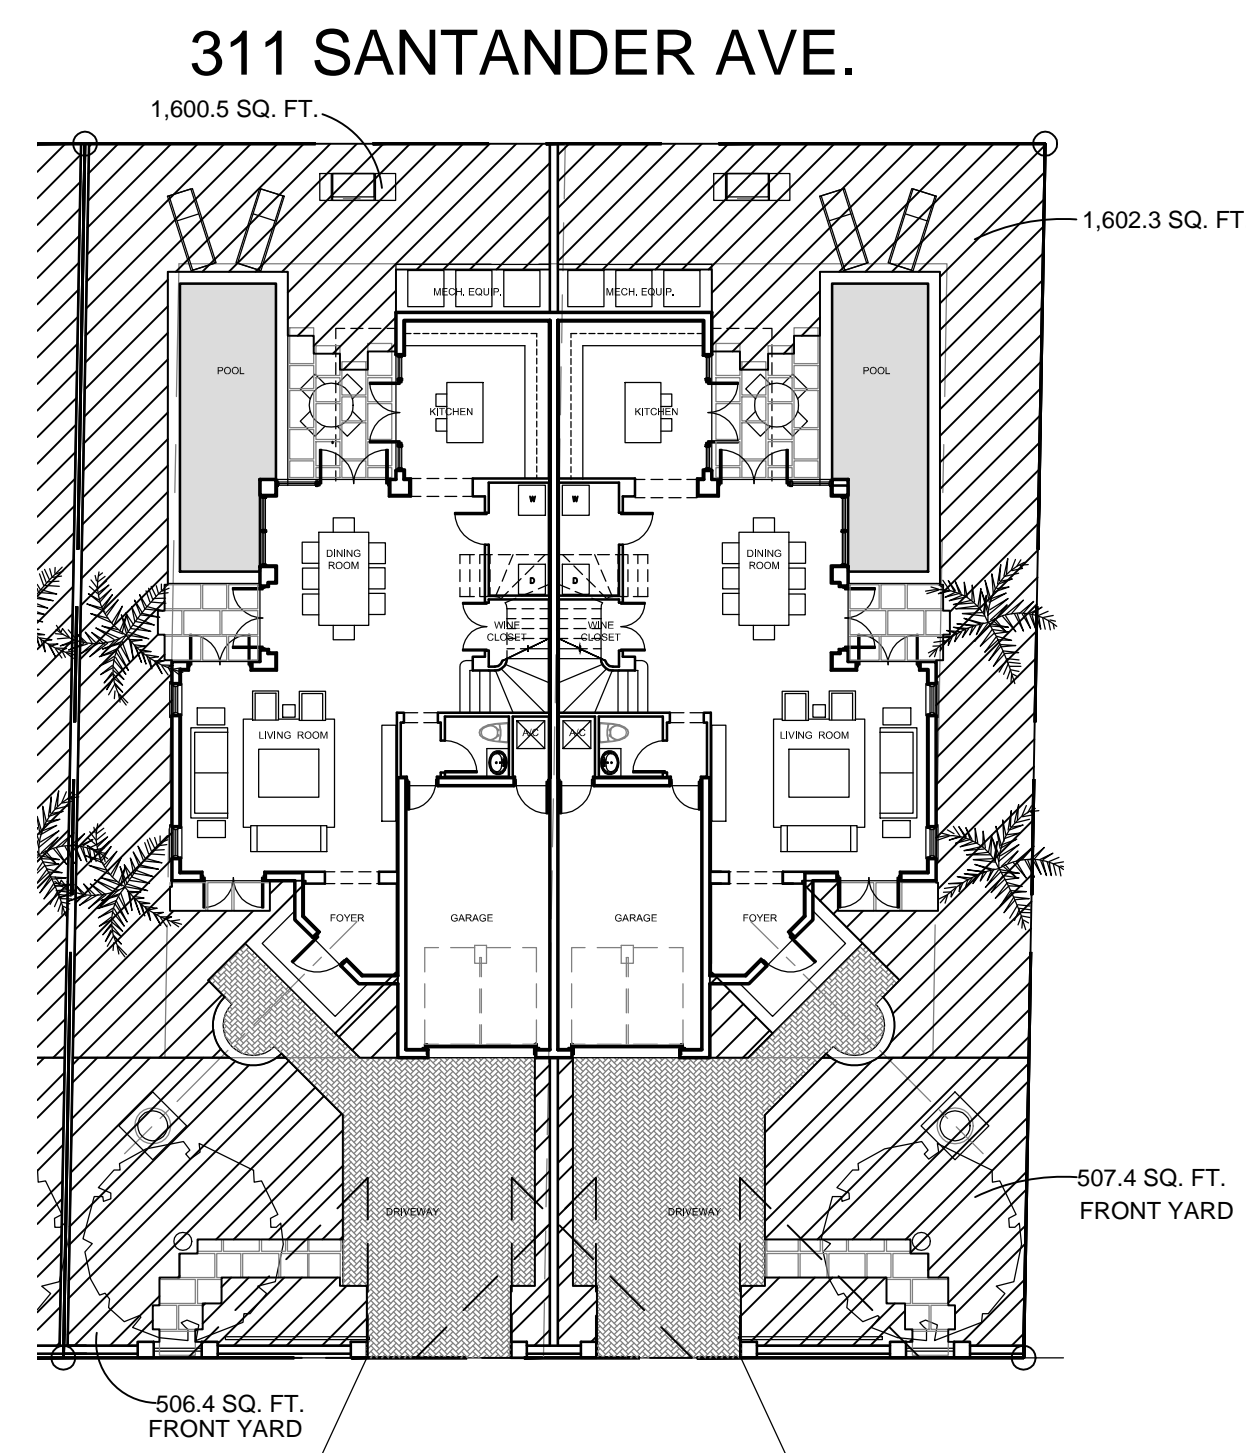 311 SANTANDER AVE.
1,600.5 SQ. FT.
1,602.3 SQ. FT
MECH. EQUIP.
MECH. EQUIP.
POOL
POOL
KITCHEN
KITCHEN
W
W
DINING
ROOM
DINING
ROOM
D
D
WINE
CLOSET
WINE
CLOSET
LIVING ROOM
A/C
A/C
LIVING ROOM
FOYER
GARAGE
GARAGE
FOYER
507.4 SQ. FT.
FRONT YARD
DRIVEWAY
DRIVEWAY
506.4 SQ. FT.
FRONT YARD